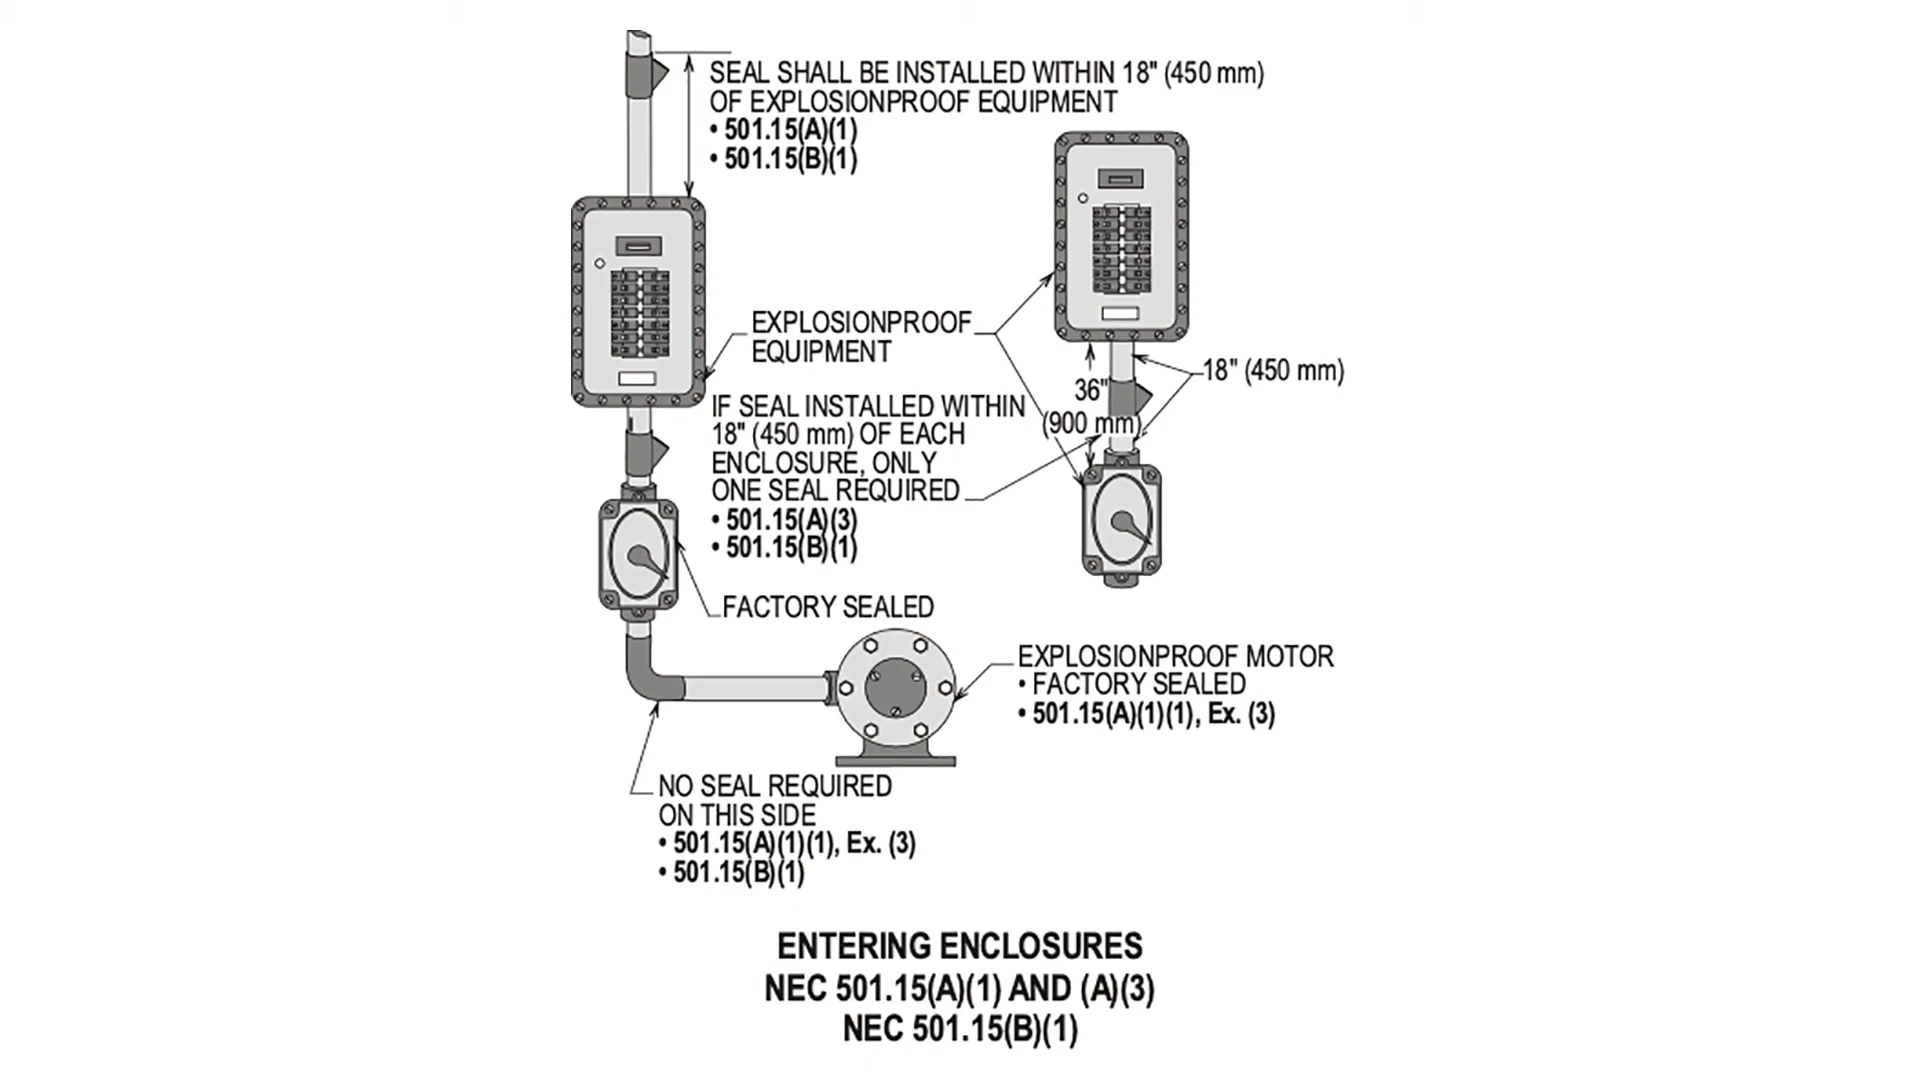 SEAL SHALL BE INSTALLED WITHIN 18" (450 mm)
OF EXPLOSIONPROOF EQUIPMENT
• 501.15(A)(1)
• 501.15(B)(1)
EXPLOSIONPROOF
EQUIPMENT
18" (450 mm)
36"
(900 mm)
IF SEAL INSTALLED WITHIN
18" (450 mm) OF EACH
ENCLOSURE, ONLY
ONE SEAL REQUIRED
• 501.15(A)(3)
• 501.15(B)(1)
FACTORY SEALED
EXPLOSIONPROOF MOTOR
• FACTORY SEALED
• 501.15(A)(1)(1), Ex. (3)
NO SEAL REQUIRED
ON THIS SIDE
• 501.15(A)(1)(1), Ex. (3)
• 501.15(B)(1)
ENTERING ENCLOSURES
NEC 501.15(A)(1) AND (A)(3)
NEC 501.15(B)(1)